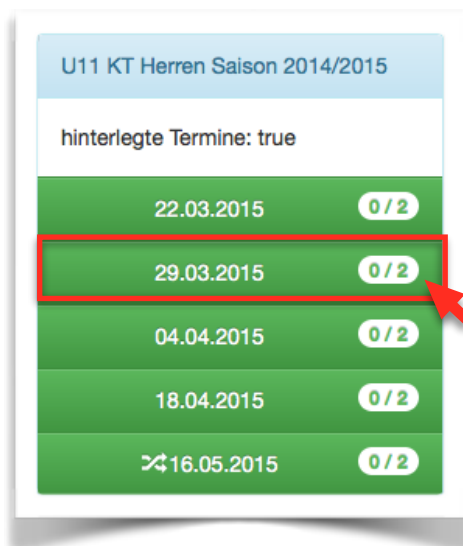 U11 KT Herren Saison 2014/2015
hinterlegte Termine: true
22.03.2015 0 / 2
29.03.2015 0 / 2
04.04.2015 0 / 2
18.04.2015 0 / 2
16.05.2015 0 / 2